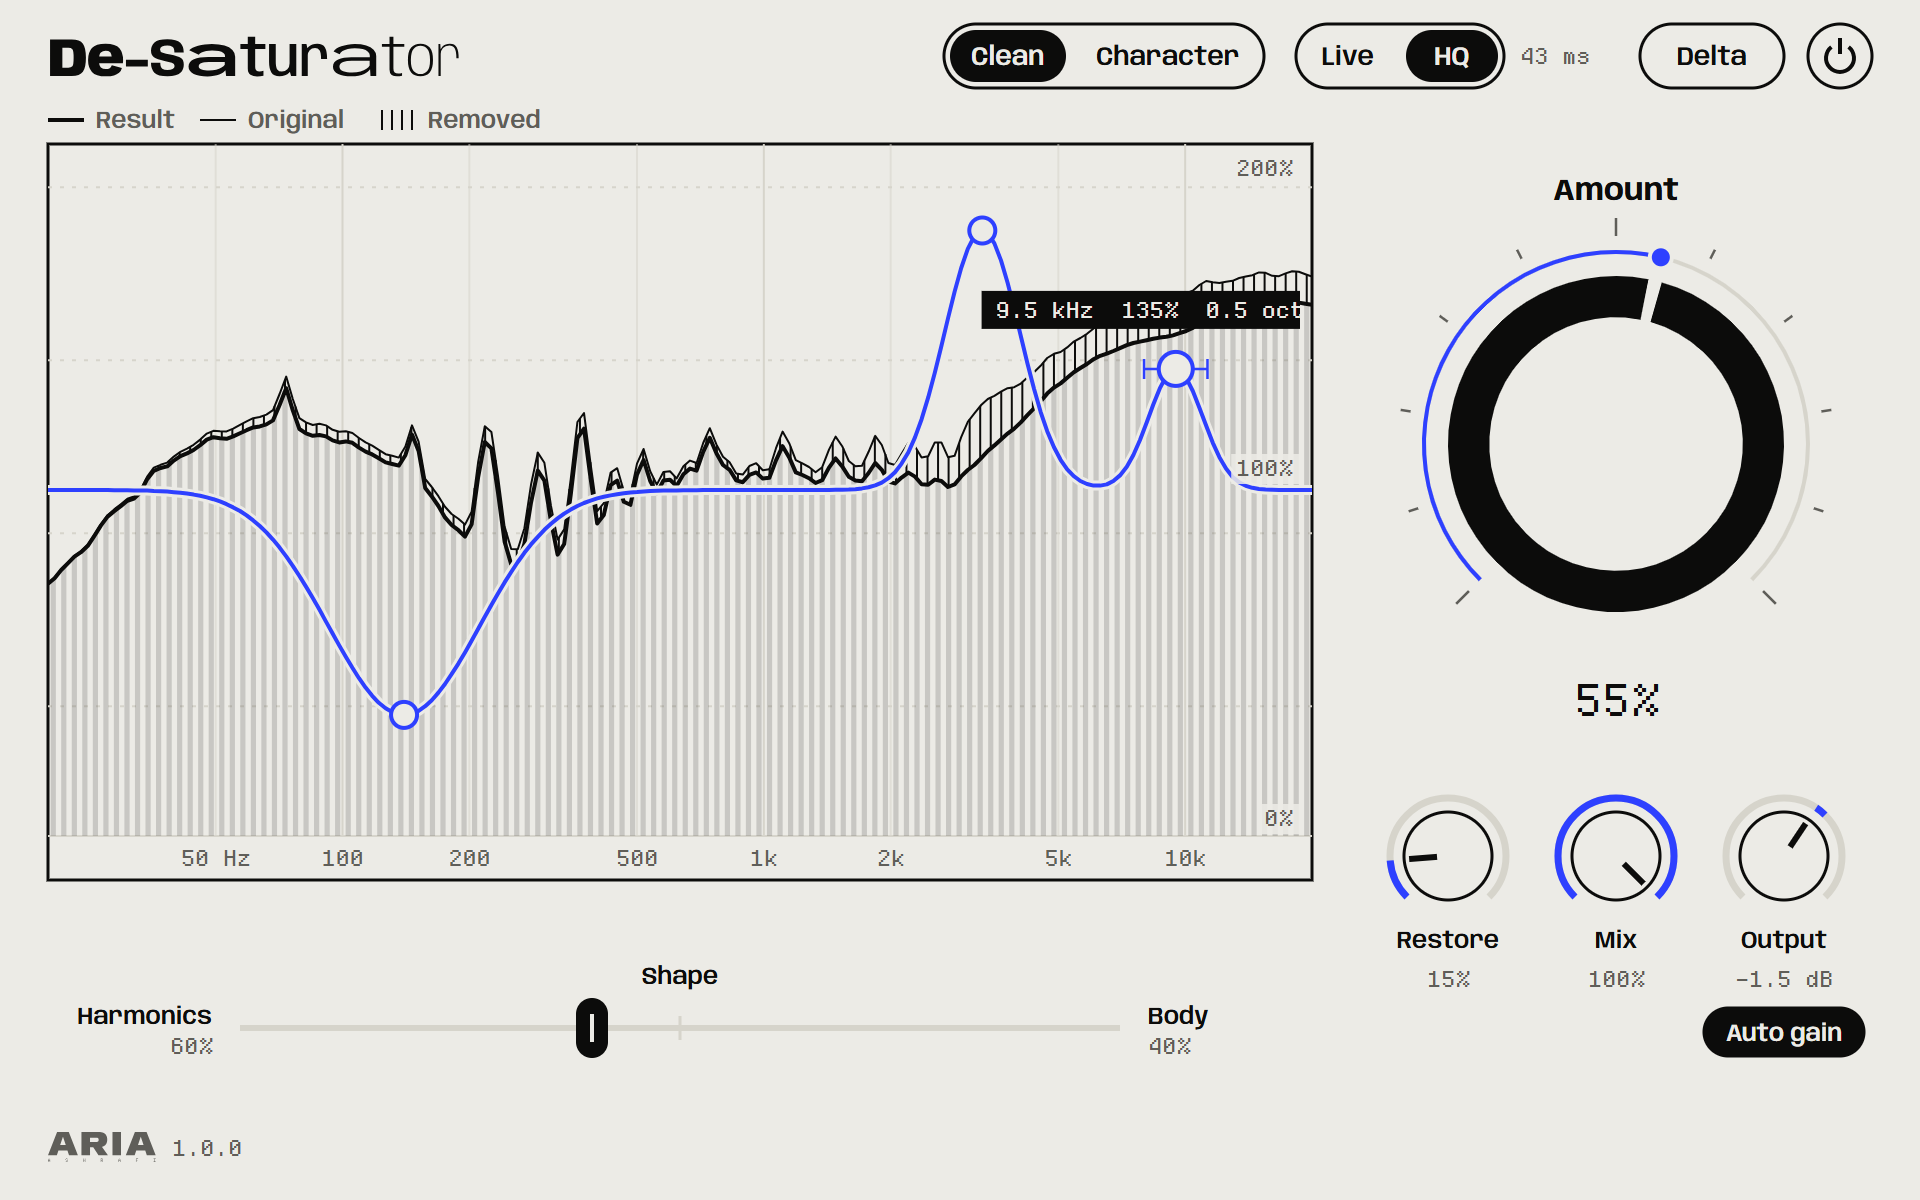 De-Saturator
Clean Character Live HQ 43 ms Delta
Result Original Removed
200%
9.5 kHz 135% 0.5 oct
100%
0%
50 Hz 100 200 500 1k 2k 5k 10k
Amount
55%
Restore Mix Output
15% 100% -1.5 dB
Auto gain
Shape
Harmonics Body
60% 40%
ARIA 1.0.0